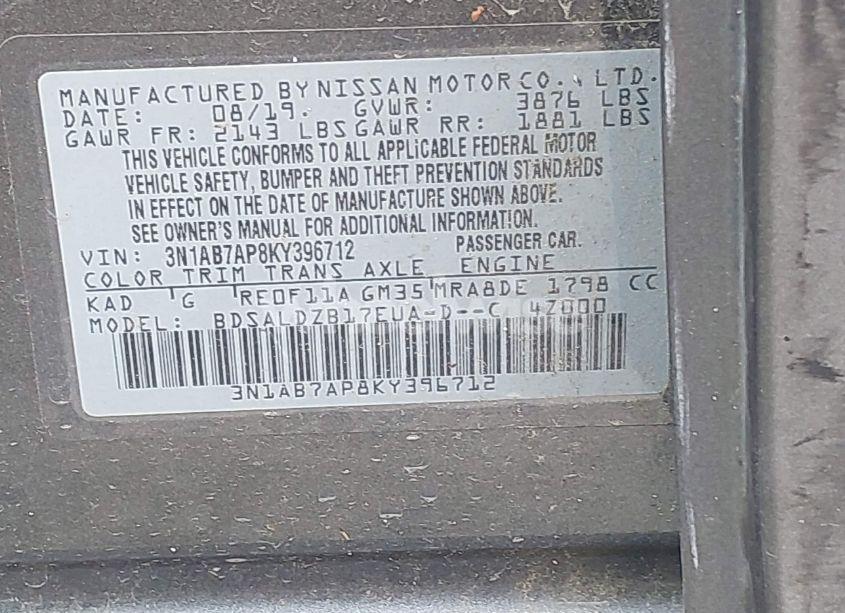 MANUFACTURED BY NISSAN MOTOR CO., LTD.
DATE: 08/19. GVWR: 3876 LBS
GAWR FR: 2143 LBS GAWR RR: 1881 LBS
THIS VEHICLE CONFORMS TO ALL APPLICABLE FEDERAL MOTOR
VEHICLE SAFETY, BUMPER AND THEFT PREVENTION STANDARDS
IN EFFECT ON THE DATE OF MANUFACTURE SHOWN ABOVE.
SEE OWNER'S MANUAL FOR ADDITIONAL INFORMATION.
VIN: 3N1AB7AP8KY396712 PASSENGER CAR.
COLOR TRIM TRANS AXLE ENGINE
KAD G RE0F11A GM35 MRA8DE 1798 CC
MODEL: BDSALDZB17EUA-D--C 4Z000
3N1AB7AP8KY396712